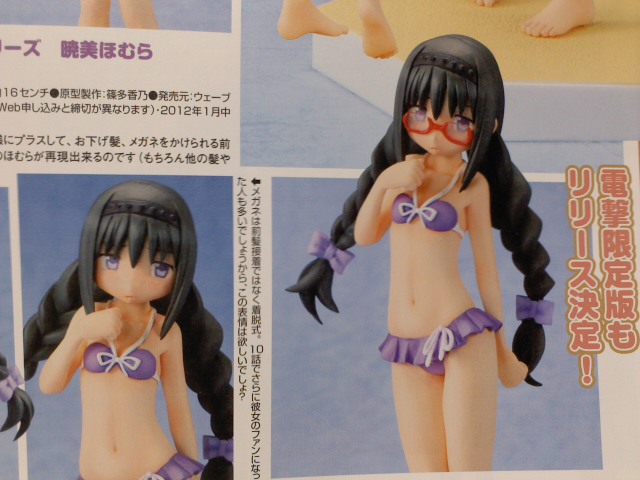 リーズ 暁美ほむら
16センチ●原型製作：篠多香乃●発売元：ウェーブ
Web申し込みと締切が異なります)・2012年1月中
にプラスして、お下げ髪、メガネをかけられる前
のほむらが再現出来るのです（もちろん他の髪や
⬅メガネは前髪接着ではなく着脱式。10話でさらに彼女のファンになっ
た人も多いでしょうから、この表情は欲しいでしょ？
電撃限定版も
リリース決定！